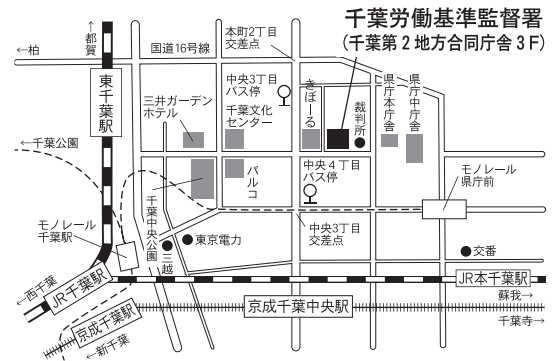 千葉労働基準監督署
(千葉第2地方合同庁舎3F)
←柏
←都賀
国道16号線
本町2丁目
交差点
東千葉駅
三井ガーデン
ホテル
中央3丁目
バス停
千葉文化
センター
きぼーる
裁判所
県庁本庁舎
県庁中庁舎
←千葉公園
パルコ
中央4丁目
バス停
モノレール
県庁前
モノレール
千葉駅
千葉中央公園
三越
東京電力
中央3丁目
交差点
交番
←西千葉
JR千葉駅
JR本千葉駅
蘇我→
京成千葉駅
京成千葉中央駅
千葉寺→
←新千葉